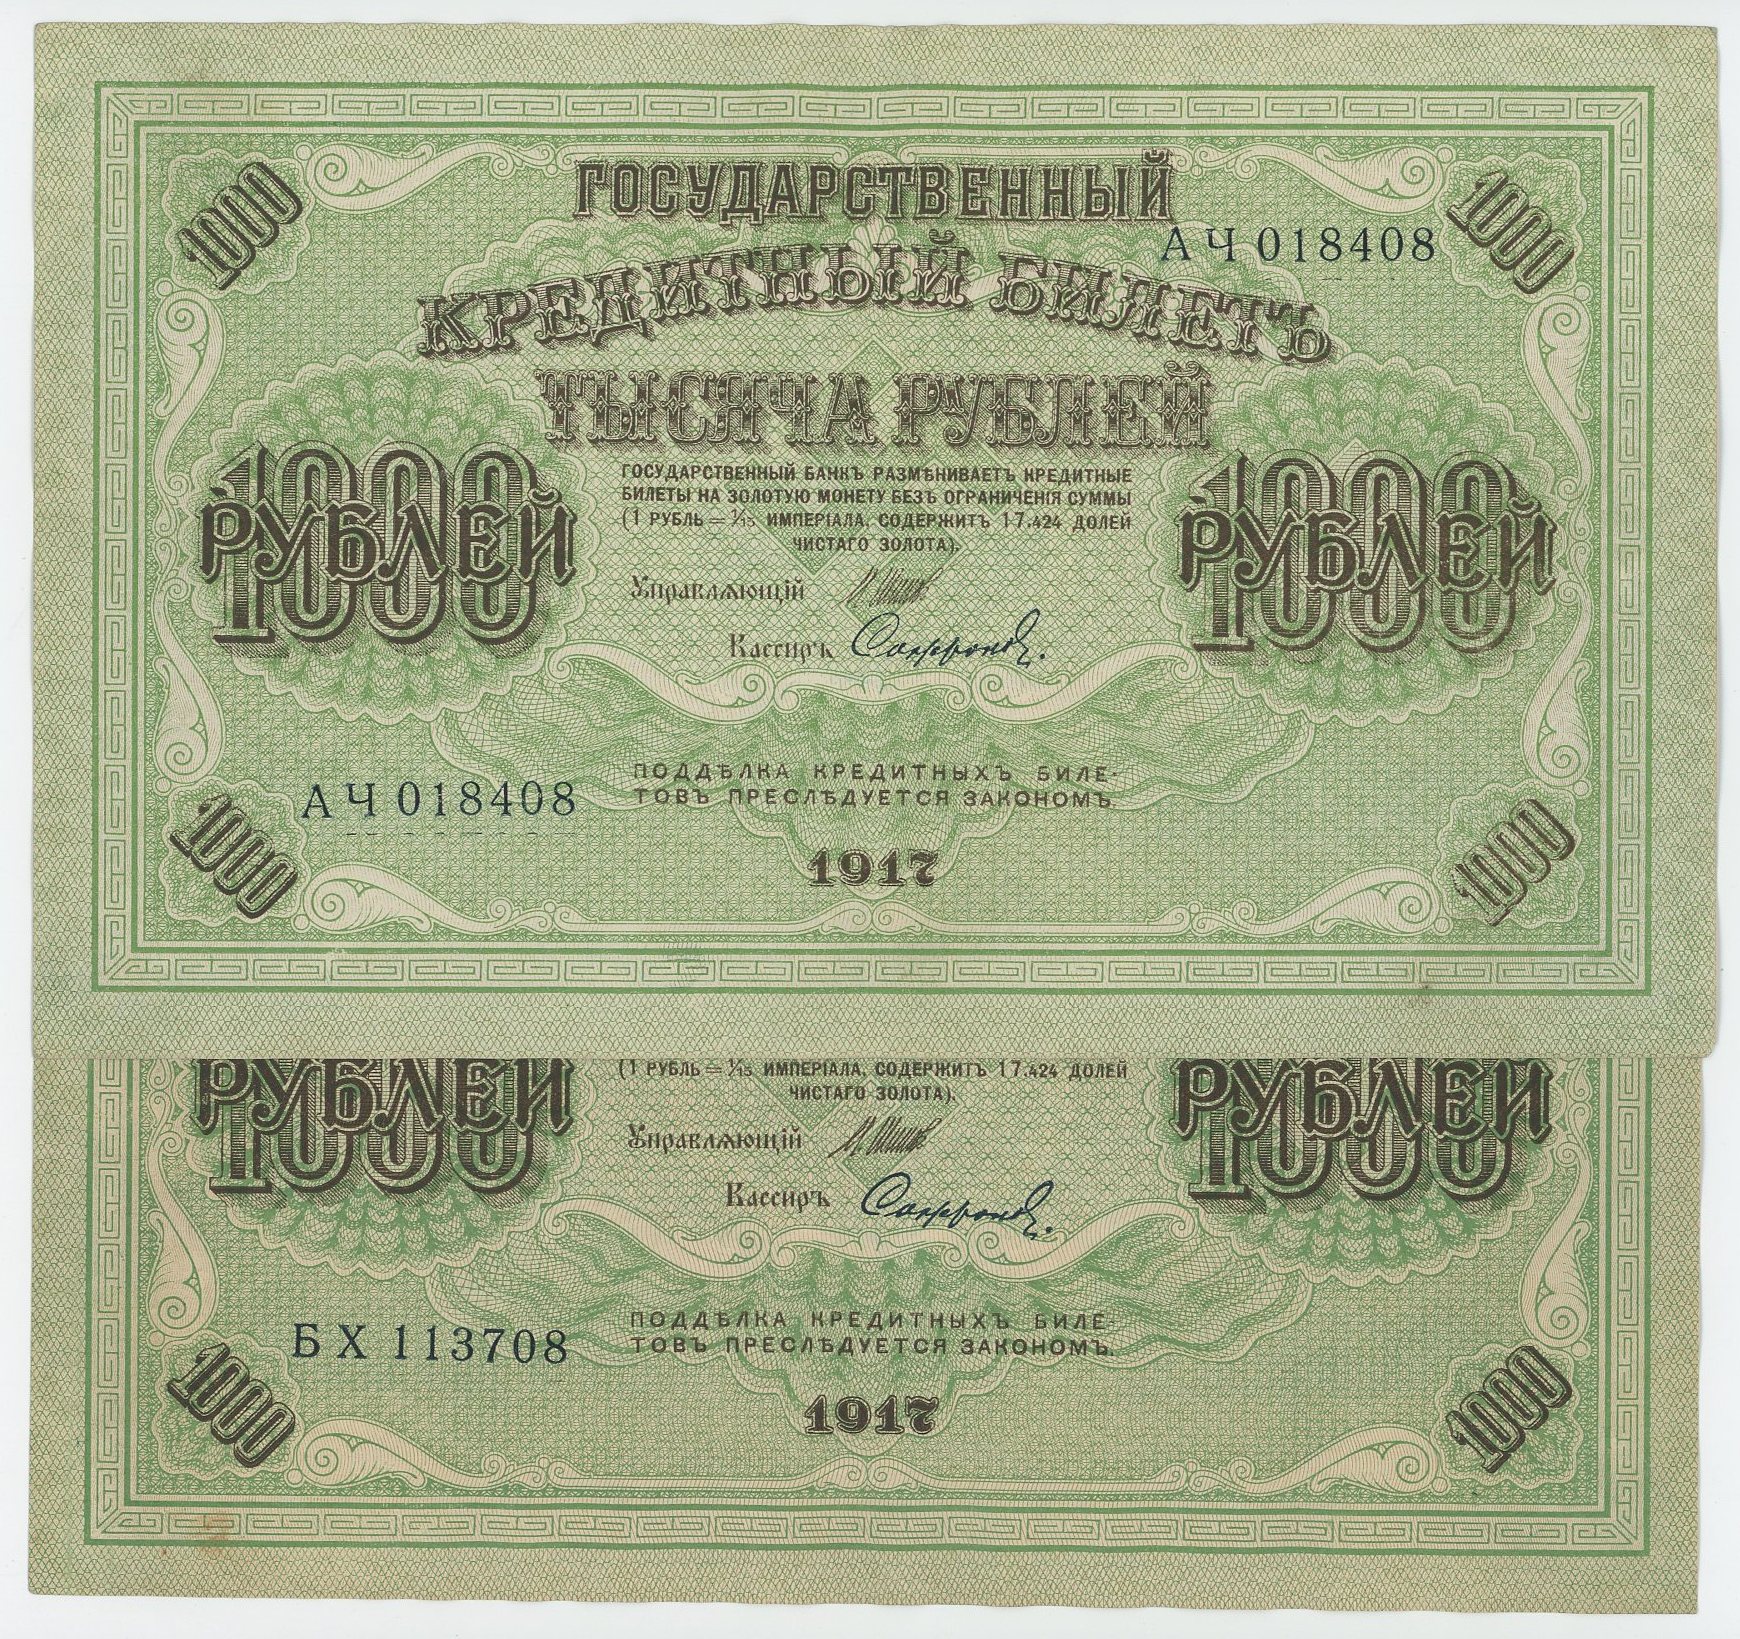 1000
1000
ГОСУДАРСТВЕННЫЙ
АЧ 018408
КРЕДИТНЫЙ БИЛЕТЪ
ТЫСЯЧА РУБЛЕЙ
1000
РУБЛЕЙ
1000
РУБЛЕЙ
ГОСУДАРСТВЕННЫЙ БАНКЪ РАЗМѢНИВАЕТЪ КРЕДИТНЫЕ
БИЛЕТЫ НА ЗОЛОТУЮ МОНЕТУ БЕЗЪ ОГРАНИЧЕНІЯ СУММЫ
(1 РУБЛЬ = 1/15 ИМПЕРІАЛА, СОДЕРЖИТЪ 17.424 ДОЛЕЙ
ЧИСТАГО ЗОЛОТА).
Управляющій И. Шипов
Кассиръ Сафронов.
ПОДДѢЛКА КРЕДИТНЫХЪ БИЛЕ-
ТОВЪ ПРЕСЛѢДУЕТСЯ ЗАКОНОМЪ.
АЧ 018408
1917
1000
1000
РУБЛЕЙ
1000
РУБЛЕЙ
1000
(1 РУБЛЬ = 1/15 ИМПЕРІАЛА, СОДЕРЖИТЪ 17.424 ДОЛЕЙ
ЧИСТАГО ЗОЛОТА).
Управляющій И. Шипов
Кассиръ Сафронов.
ПОДДѢЛКА КРЕДИТНЫХЪ БИЛЕ-
ТОВЪ ПРЕСЛѢДУЕТСЯ ЗАКОНОМЪ.
БХ 113708
1917
1000
1000